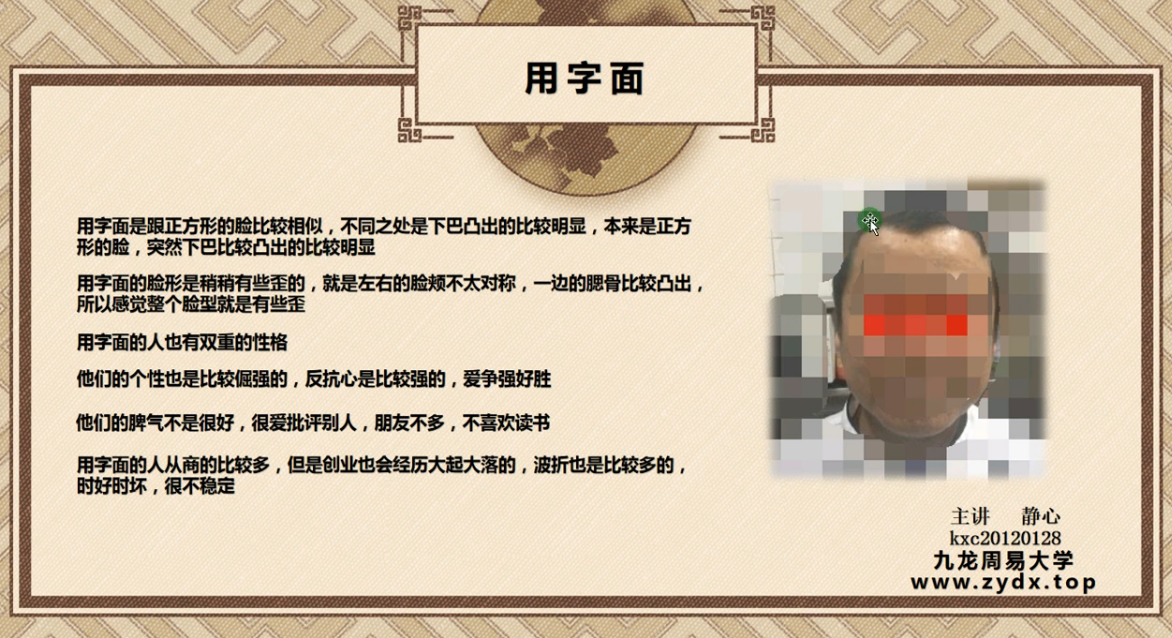 用字面
用字面是跟正方形的脸比较相似，不同之处是下巴凸出的比较明显，本来是正方
形的脸，突然下巴比较凸出的比较明显
用字面的脸形是稍稍有些歪的，就是左右的脸颊不太对称，一边的腮骨比较凸出，
所以感觉整个脸型就是有些歪
用字面的人也有双重的性格
他们的个性也是比较倔强的，反抗心是比较强的，爱争强好胜
他们的脾气不是很好，很爱批评别人，朋友不多，不喜欢读书
用字面的人从商的比较多，但是创业也会经历大起大落的，波折也是比较多的，
时好时坏，很不稳定
主讲 静心
kxc20120128
九龙周易大学
www.zydx.top